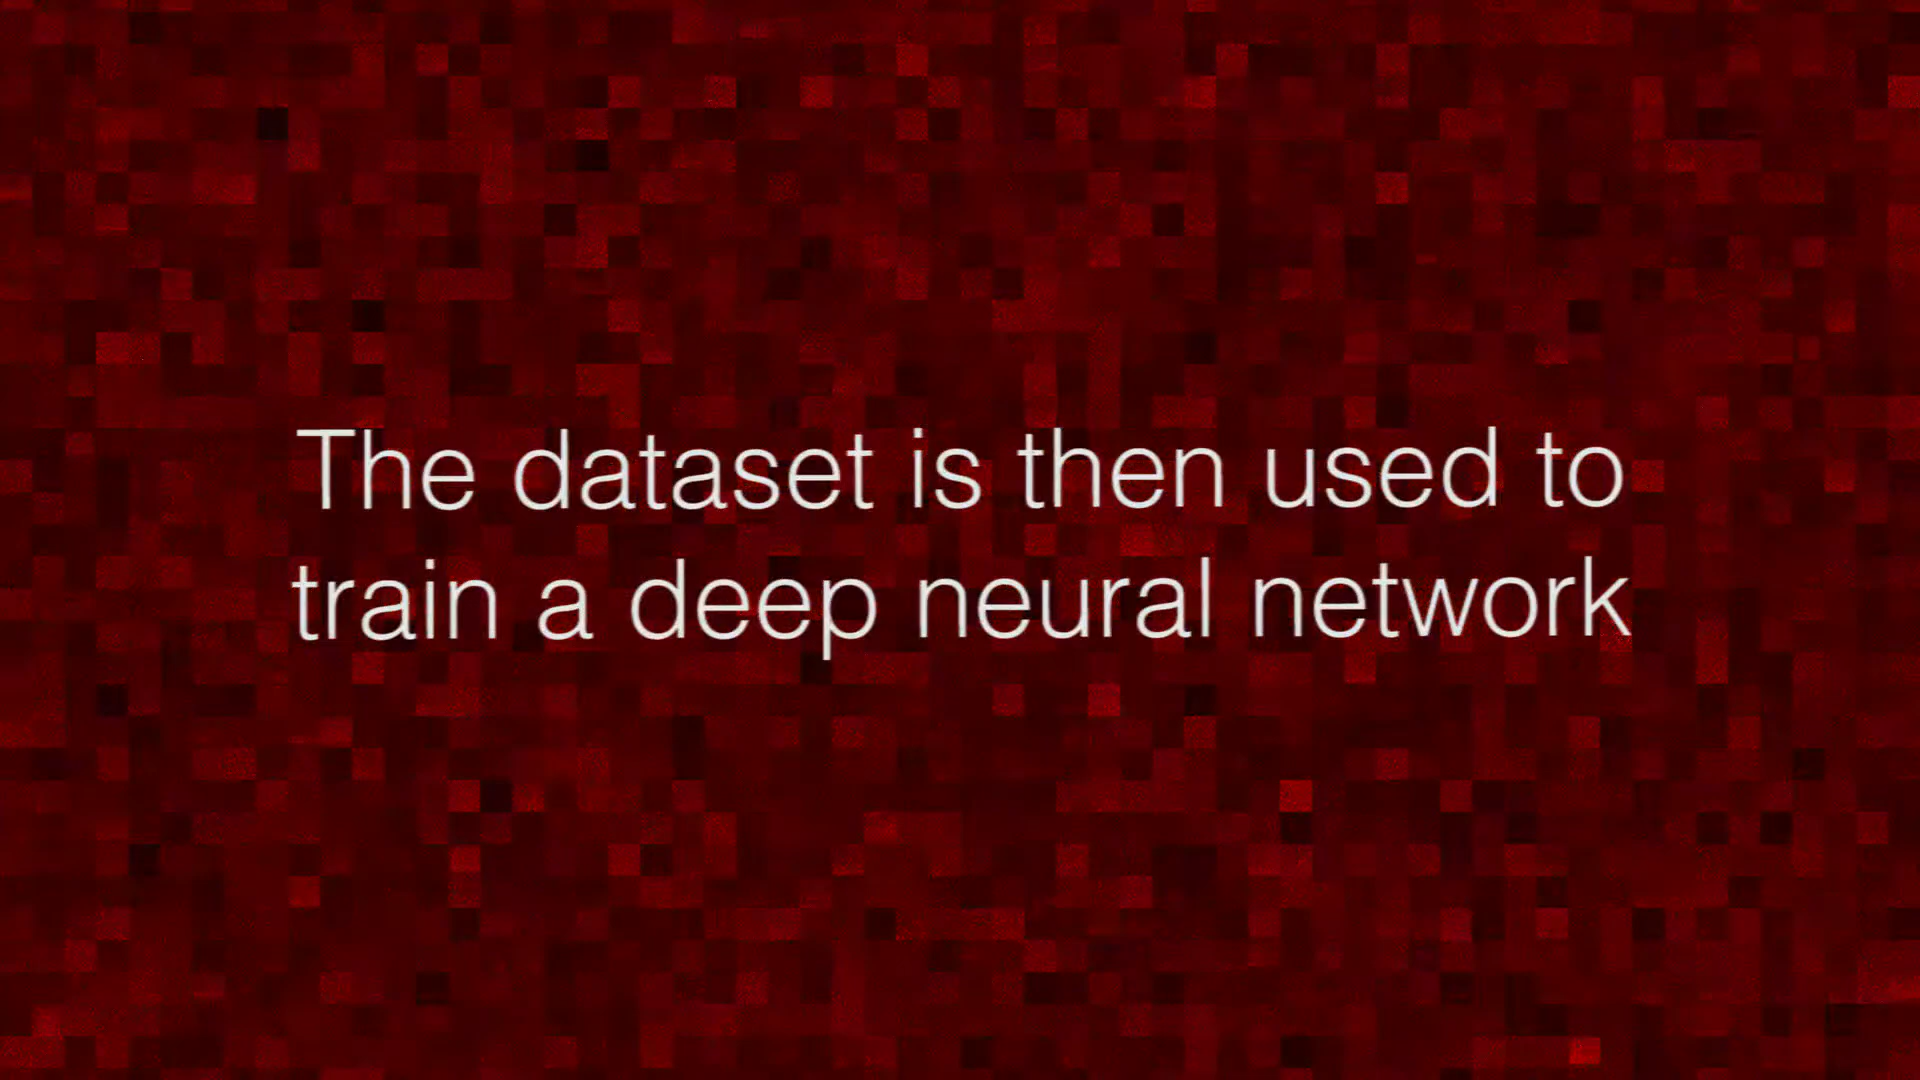 The dataset is then used to
train a deep neural network